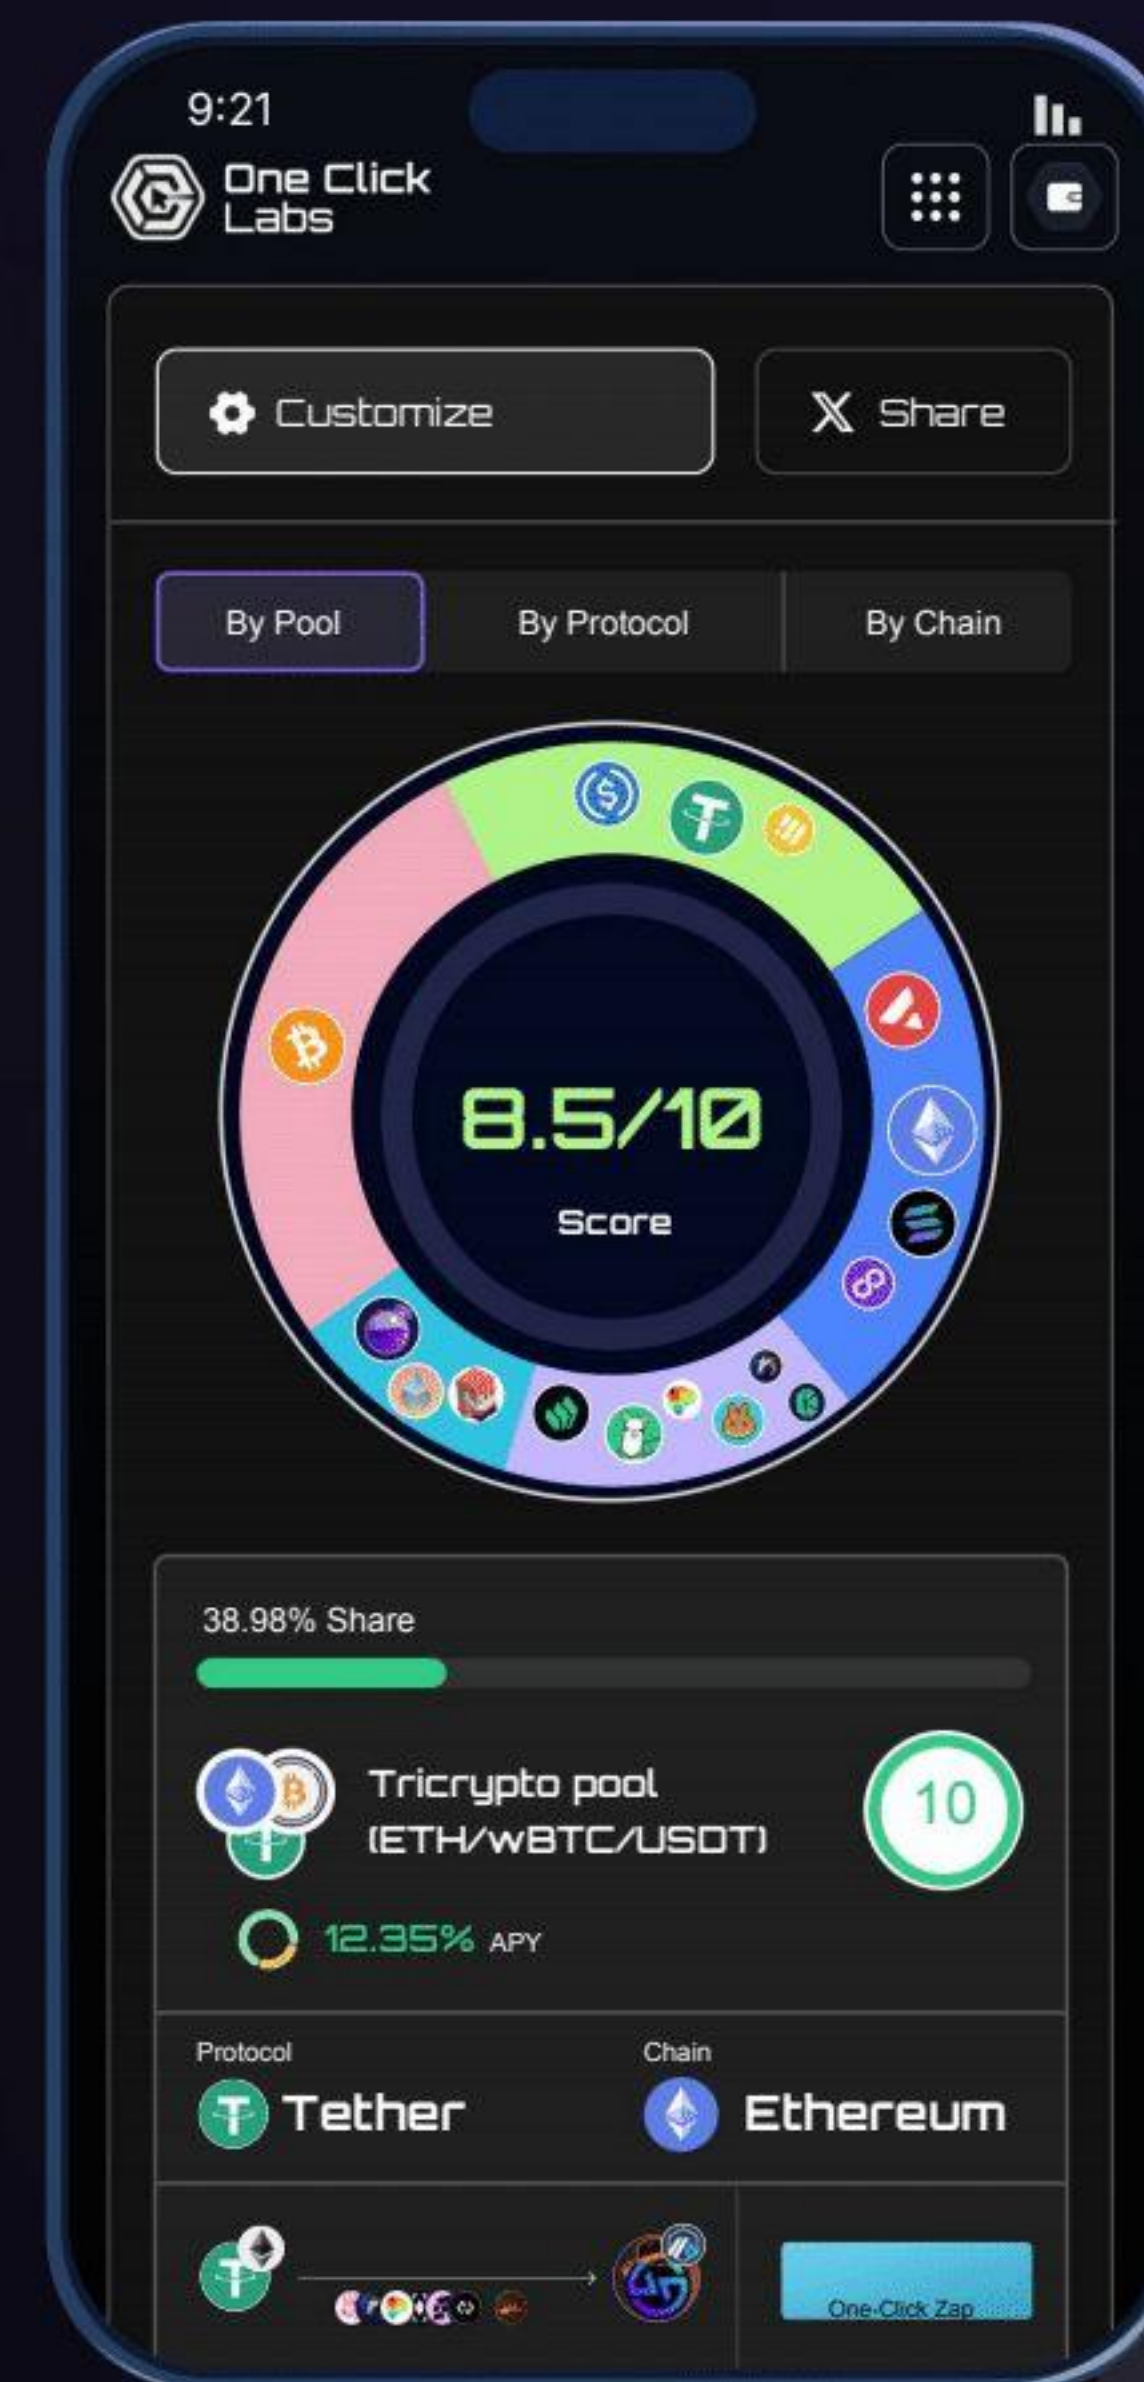 9:21
One Click
Labs
Customize
Share
By Pool
By Protocol
By Chain
8.5/10
Score
38.98% Share
Tricrypto pool
10
(ETH/wBTC/USDT)
12.35% APY
Protocol
Chain
Tether
Ethereum
One-Click Zap